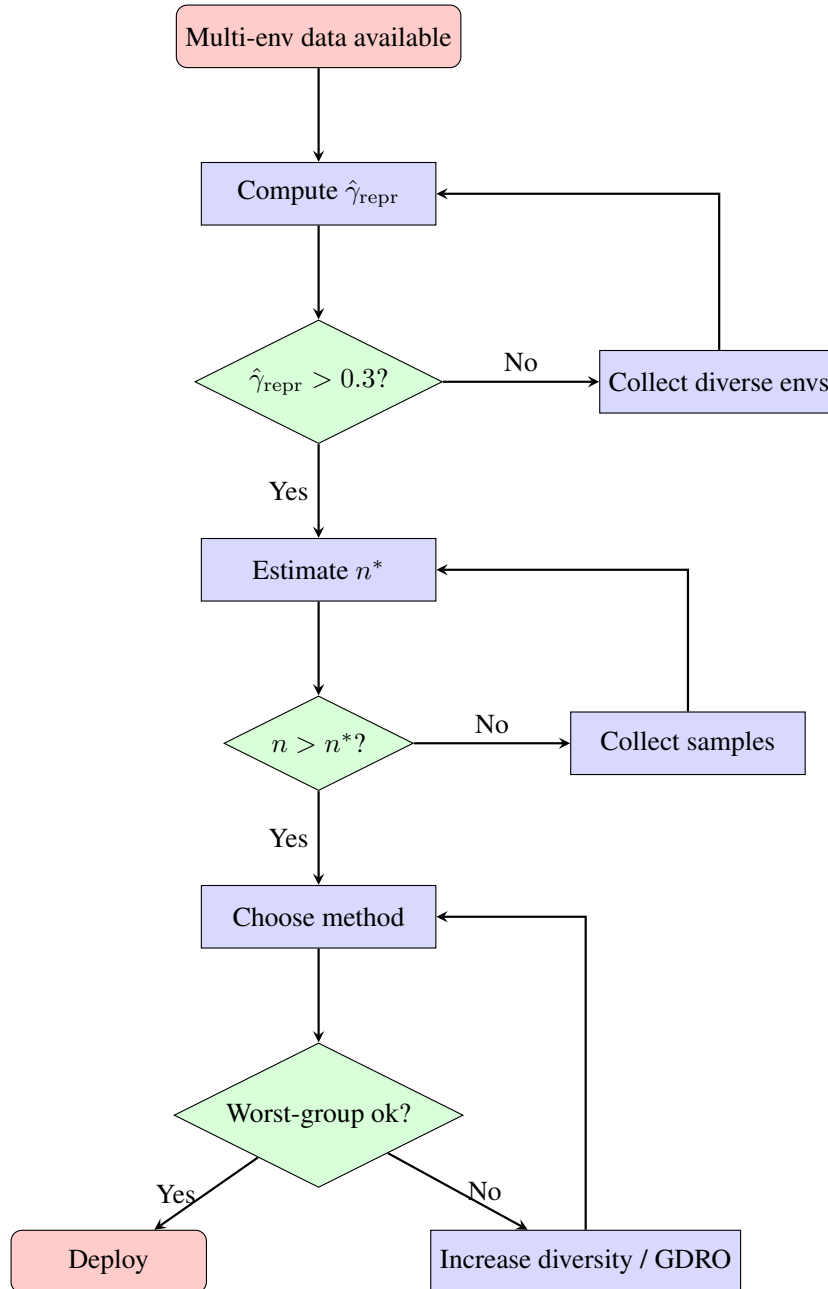 Multi-env data available
Compute γ̂_repr
γ̂_repr > 0.3?
No
Collect diverse envs
Yes
Estimate n*
n > n*?
No
Collect samples
Yes
Choose method
Worst-group ok?
Yes
No
Deploy
Increase diversity / GDRO